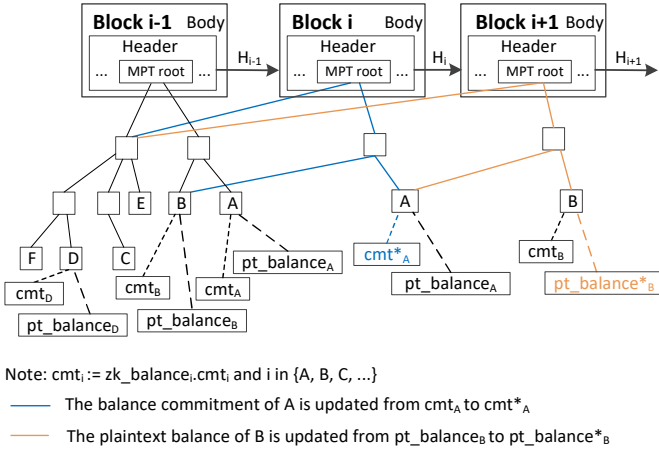 Block i-1 Body
Header
... MPT root ...
H_{i-1}
Block i Body
Header
... MPT root ...
H_i
Block i+1 Body
Header
... MPT root ...
H_{i+1}
E
B
A
A
B
F
D
C
cmt_D
pt_balance_D
cmt_B
pt_balance_B
cmt_A
pt_balance_A
cmt*_A
pt_balance_A
cmt_B
pt_balance*_B
Note: cmt_i := zk_balance_i.cmt_i and i in {A, B, C, ...}
The balance commitment of A is updated from cmt_A to cmt*_A
The plaintext balance of B is updated from pt_balance_B to pt_balance*_B